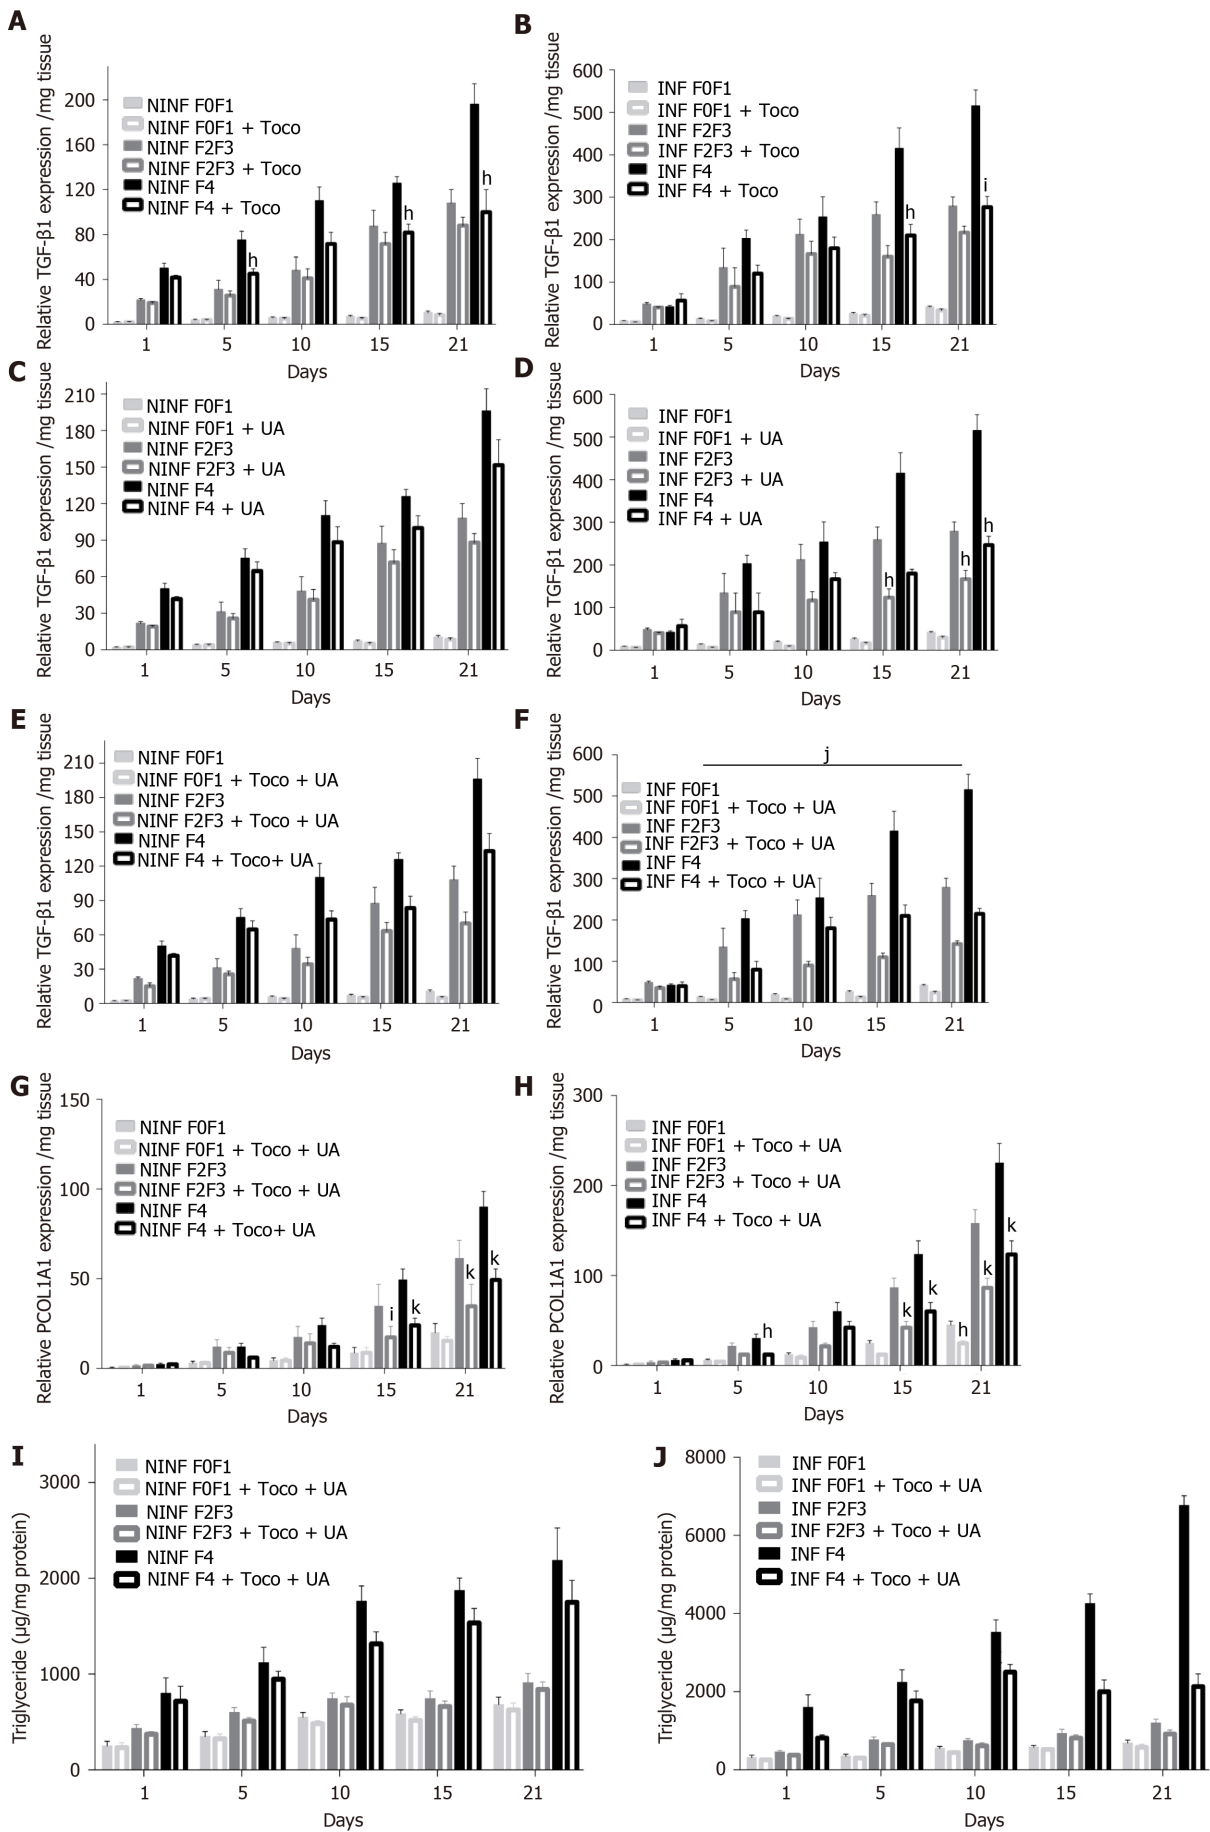 A
Relative TGF-β1 expression /mg tissue
200
160
120
80
40
0
NINF F0F1
NINF F0F1 + Toco
NINF F2F3
NINF F2F3 + Toco
NINF F4
NINF F4 + Toco
h
h
h
1 5 10 15 21
Days
B
Relative TGF-β1 expression /mg tissue
600
500
400
300
200
100
0
INF F0F1
INF F0F1 + Toco
INF F2F3
INF F2F3 + Toco
INF F4
INF F4 + Toco
h
i
1 5 10 15 21
Days
C
Relative TGF-β1 expression /mg tissue
210
180
150
120
90
60
30
0
NINF F0F1
NINF F0F1 + UA
NINF F2F3
NINF F2F3 + UA
NINF F4
NINF F4 + UA
1 5 10 15 21
Days
D
Relative TGF-β1 expression /mg tissue
600
500
400
300
200
100
0
INF F0F1
INF F0F1 + UA
INF F2F3
INF F2F3 + UA
INF F4
INF F4 + UA
h
h
h
1 5 10 15 21
Days
E
Relative TGF-β1 expression /mg tissue
210
180
150
120
90
60
30
0
NINF F0F1
NINF F0F1 + Toco + UA
NINF F2F3
NINF F2F3 + Toco + UA
NINF F4
NINF F4 + Toco+ UA
1 5 10 15 21
Days
F
Relative TGF-β1 expression /mg tissue
600
500
400
300
200
100
0
j
INF F0F1
INF F0F1 + Toco + UA
INF F2F3
INF F2F3 + Toco + UA
INF F4
INF F4 + Toco + UA
1 5 10 15 21
Days
G
Relative PCOL1A1 expression /mg tissue
150
100
50
0
NINF F0F1
NINF F0F1 + Toco + UA
NINF F2F3
NINF F2F3 + Toco + UA
NINF F4
NINF F4 + Toco+ UA
i
k
k
k
1 5 10 15 21
Days
H
Relative PCOL1A1 expression /mg tissue
300
200
100
0
INF F0F1
INF F0F1 + Toco + UA
INF F2F3
INF F2F3 + Toco + UA
INF F4
INF F4 + Toco + UA
h
k
k
h
k
k
1 5 10 15 21
Days
I
Triglyceride (µg/mg protein)
3000
2000
1000
0
NINF F0F1
NINF F0F1 + Toco + UA
NINF F2F3
NINF F2F3 + Toco + UA
NINF F4
NINF F4 + Toco + UA
1 5 10 15 21
Days
J
Triglyceride (µg/mg protein)
8000
6000
4000
2000
0
INF F0F1
INF F0F1 + Toco + UA
INF F2F3
INF F2F3 + Toco + UA
INF F4
INF F4 + Toco + UA
1 5 10 15 21
Days